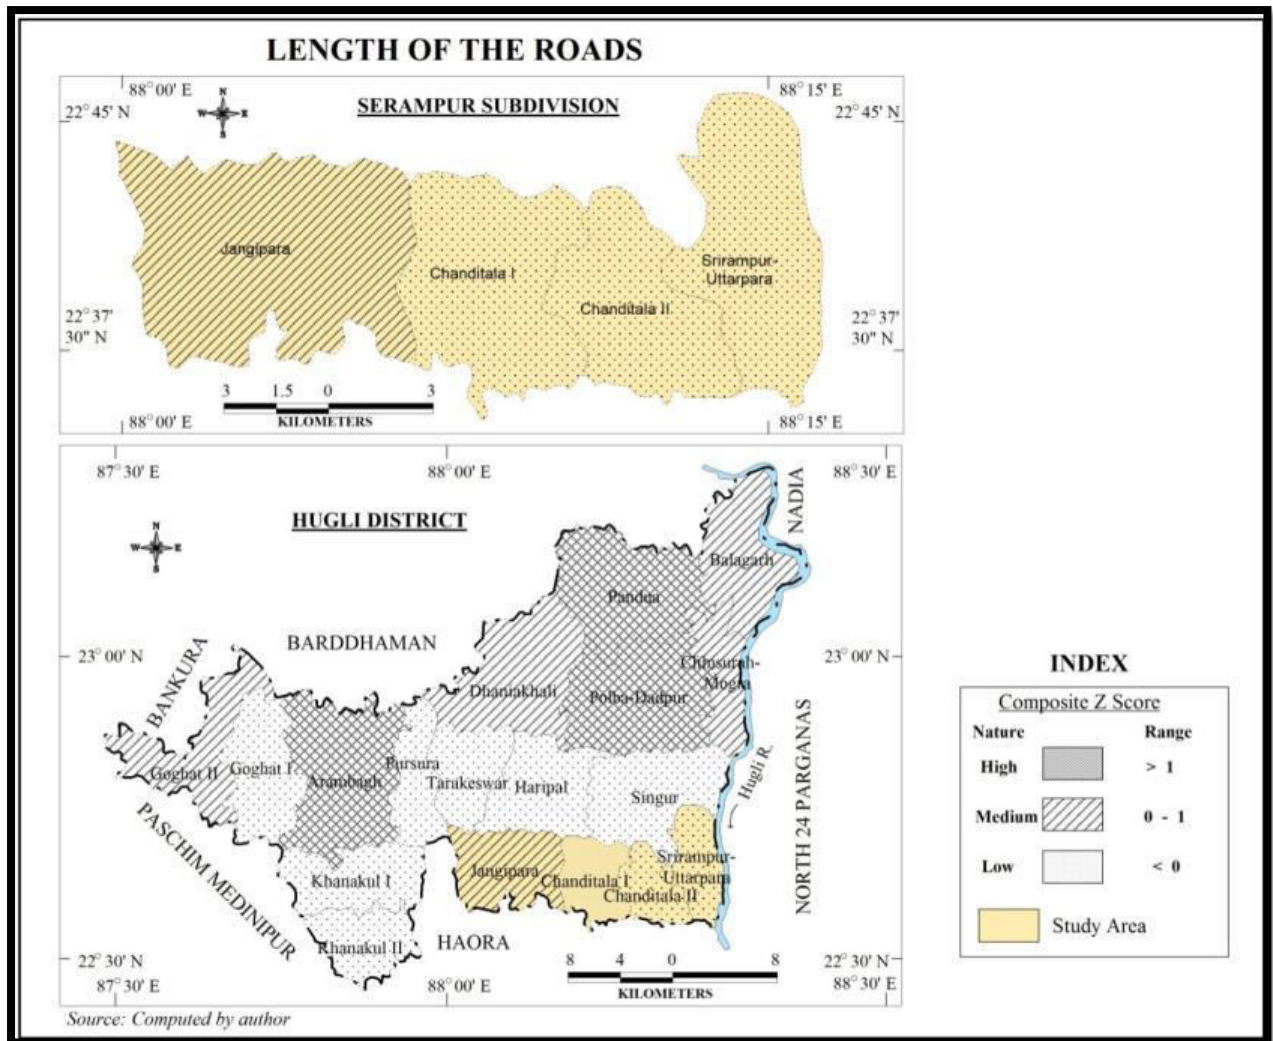 LENGTH OF THE ROADS
88°00' E
88°15' E
22°45' N
N
W E
S
SERAMPUR SUBDIVISION
22°45' N
Jangipara
Chanditala I
Srirampur-
Uttarpara
Chanditala II
22°37'
30" N
22°37'
30" N
3 1.5 0 3
KILOMETERS
88°00' E
88°15' E
87°30' E
88°00' E
88°30' E
HUGLI DISTRICT
N
W E
S
NADIA
Balagarh
Pandua
BARDDHAMAN
BANKURA
23°00' N
23°00' N
Chinsurah-
Mogra
Dhaniakhali
Polba-Dadpur
Goghat II
Goghat I
Arambagh
Pursura
Tarakeswar
Haripal
Singur
Hugli R.
NORTH 24 PARGANAS
PASCHIM MEDINIPUR
Khanakul I
Jangipara
Chanditala I
Srirampur-
Uttarpara
Chanditala II
Khanakul II
HAORA
22°30' N
22°30' N
8 4 0 8
KILOMETERS
87°30' E
88°00' E
88°30' E
Source: Computed by author
INDEX
Composite Z Score
Nature Range
High > 1
Medium 0 - 1
Low < 0
Study Area